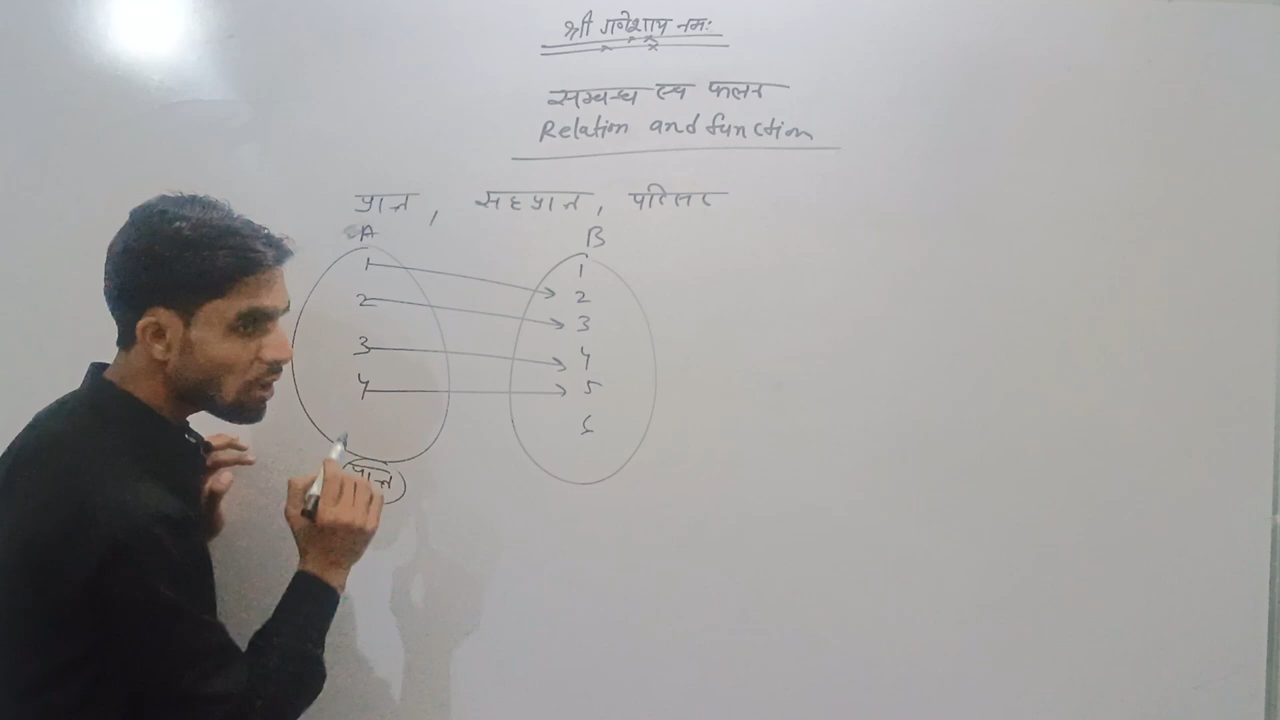 श्री गणेशाय नमः
सम्बन्ध एवं फलन
Relation and function
प्रान्त, सहप्रान्त, परिसर
A B
1 1
2 2
3 3
4 4
5
6
प्रान्त